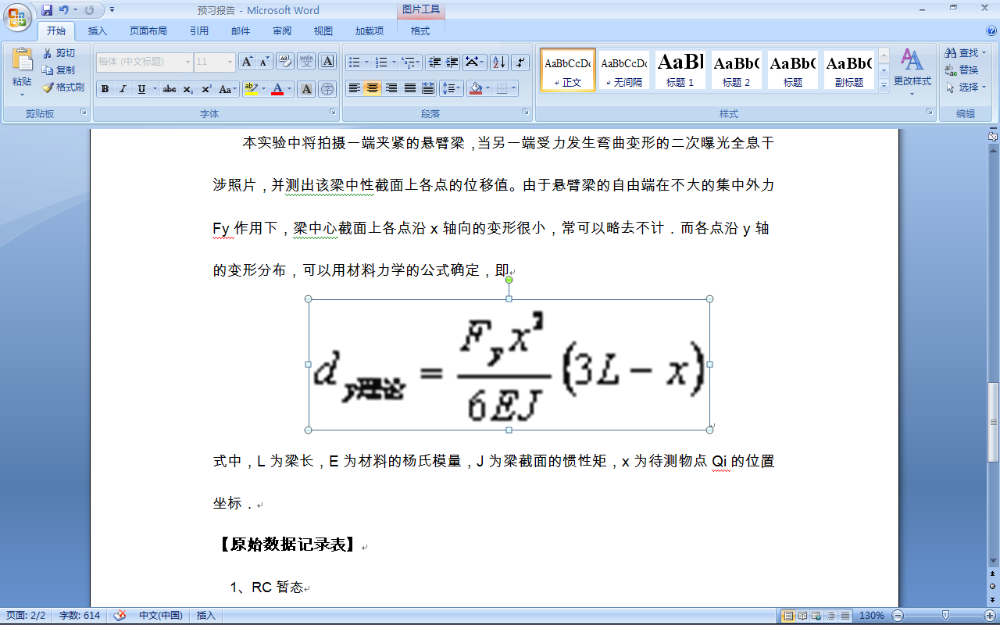 预习报告 - Microsoft Word
图片工具
开始 插入 页面布局 引用 邮件 审阅 视图 加载项 格式
粘贴
剪切
复制
格式刷
剪贴板
楷体 (中文标题) 11
字体
段落
AaBbCcDc AaBbCcDc AaBl AaBbC AaBbC AaBbC
正文 无间隔 标题 1 标题 2 标题 副标题
更改样式
样式
查找
替换
选择
编辑
本实验中将拍摄一端夹紧的悬臂梁，当另一端受力发生弯曲变形的二次曝光全息干
涉照片，并测出该梁中性截面上各点的位移值。由于悬臂梁的自由端在不大的集中外力
Fy 作用下，梁中心截面上各点沿 x 轴向的变形很小，常可以略去不计．而各点沿 y 轴
的变形分布，可以用材料力学的公式确定，即
d y理论 = F y x² / 6EJ (3L − x)
式中，L 为梁长，E 为材料的杨氏模量，J 为梁截面的惯性矩，x 为待测物点 Qi 的位置
坐标．
【原始数据记录表】
1、RC 暂态
页面: 2/2 字数: 614 中文(中国) 插入 130%